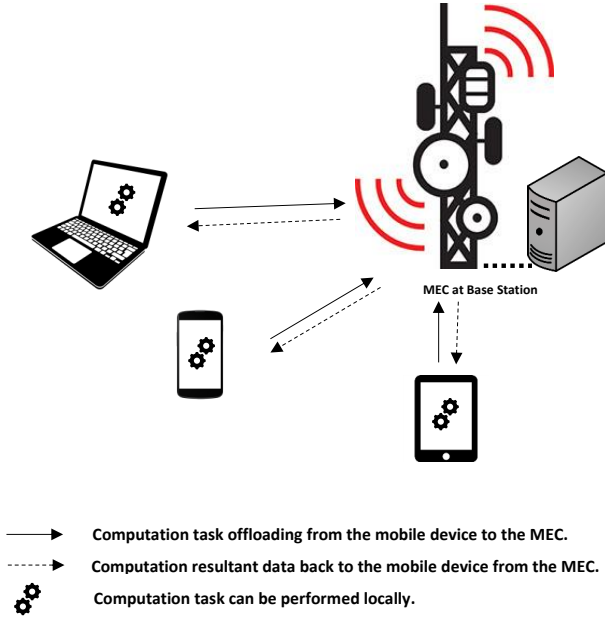 MEC at Base Station
Computation task offloading from the mobile device to the MEC.
Computation resultant data back to the mobile device from the MEC.
Computation task can be performed locally.